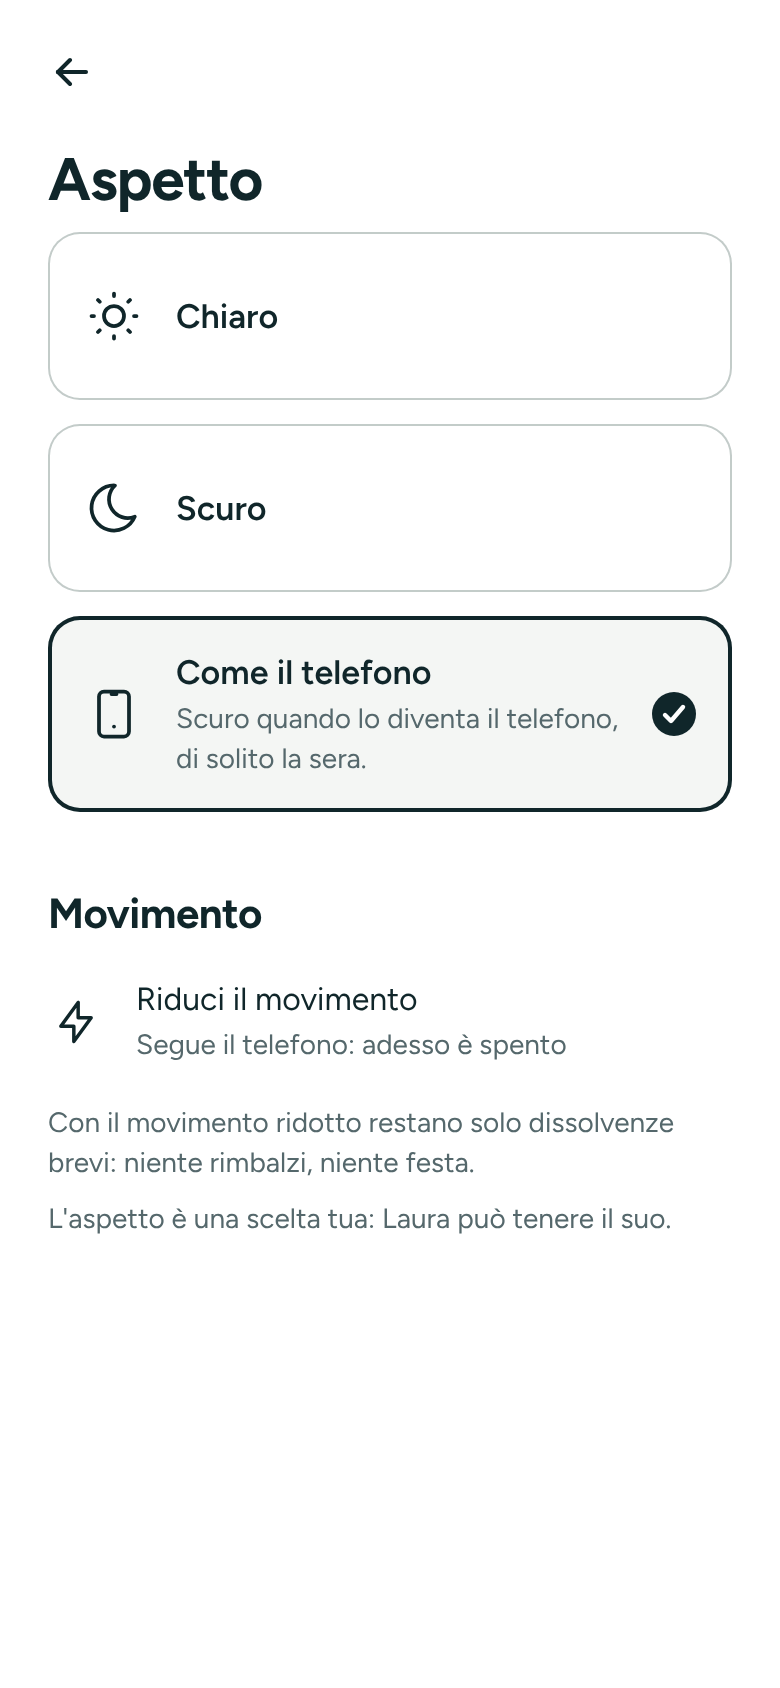 Aspetto
Chiaro
Scuro
Come il telefono
Scuro quando lo diventa il telefono,
di solito la sera.
Movimento
Riduci il movimento
Segue il telefono: adesso è spento
Con il movimento ridotto restano solo dissolvenze
brevi: niente rimbalzi, niente festa.
L'aspetto è una scelta tua: Laura può tenere il suo.